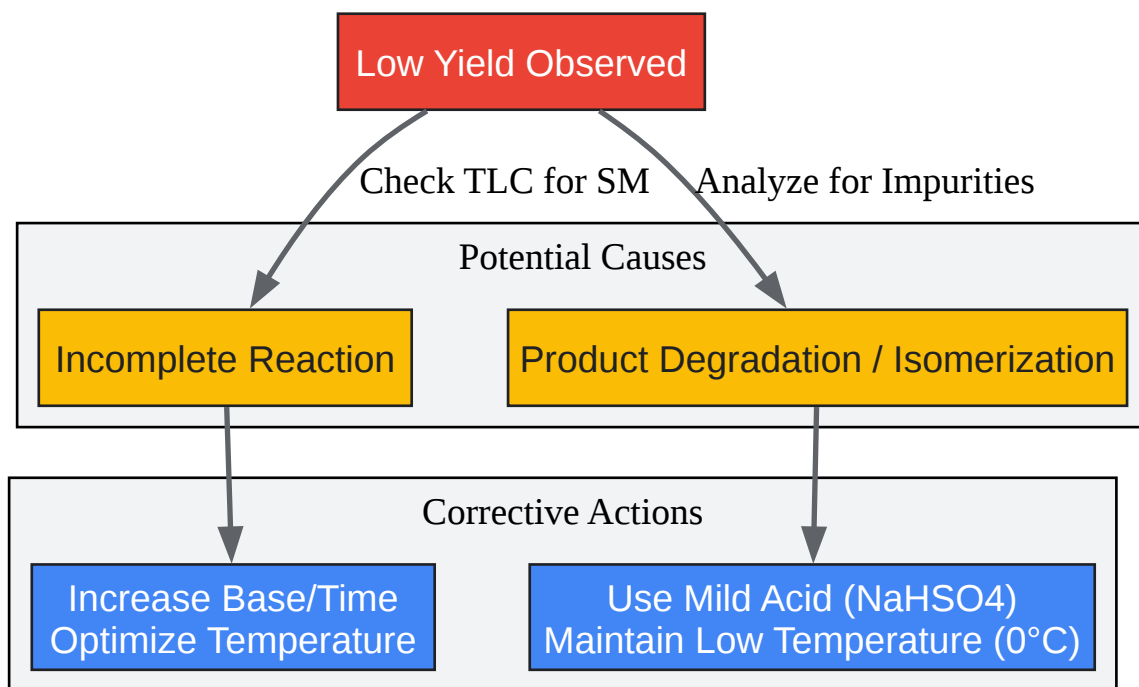 Low Yield Observed
Check TLC for SM
Analyze for Impurities
Potential Causes
Incomplete Reaction
Product Degradation / Isomerization
Corrective Actions
Increase Base/Time
Optimize Temperature
Use Mild Acid (NaHSO4)
Maintain Low Temperature (0°C)